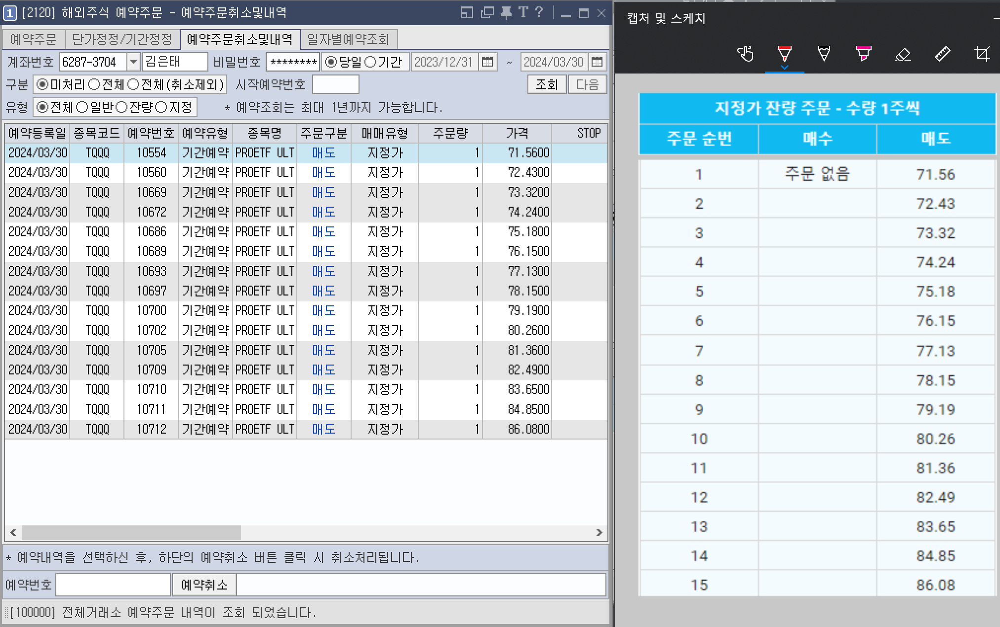 1 [2120] 해외주식 예약주문 - 예약주문취소및내역
예약주문 단가정정/기간정정 예약주문취소및내역 일자별예약조회
계좌번호 6287-3704 김은태 비밀번호 ******** 당일 기간 2023/12/31 ~ 2024/03/30
구분 미처리 전체 전체(취소제외) 시작예약번호 조회 다음
유형 전체 일반 잔량 지정 * 예약조회는 최대 1년까지 가능합니다.
예약등록일 종목코드 예약번호 예약유형 종목명 주문구분 매매유형 주문량 가격 STOP
2024/03/30 TQQQ 10554 기간예약 PROETF ULT 매도 지정가 1 71.5600
2024/03/30 TQQQ 10560 기간예약 PROETF ULT 매도 지정가 1 72.4300
2024/03/30 TQQQ 10669 기간예약 PROETF ULT 매도 지정가 1 73.3200
2024/03/30 TQQQ 10672 기간예약 PROETF ULT 매도 지정가 1 74.2400
2024/03/30 TQQQ 10686 기간예약 PROETF ULT 매도 지정가 1 75.1800
2024/03/30 TQQQ 10689 기간예약 PROETF ULT 매도 지정가 1 76.1500
2024/03/30 TQQQ 10693 기간예약 PROETF ULT 매도 지정가 1 77.1300
2024/03/30 TQQQ 10697 기간예약 PROETF ULT 매도 지정가 1 78.1500
2024/03/30 TQQQ 10700 기간예약 PROETF ULT 매도 지정가 1 79.1900
2024/03/30 TQQQ 10702 기간예약 PROETF ULT 매도 지정가 1 80.2600
2024/03/30 TQQQ 10705 기간예약 PROETF ULT 매도 지정가 1 81.3600
2024/03/30 TQQQ 10709 기간예약 PROETF ULT 매도 지정가 1 82.4900
2024/03/30 TQQQ 10710 기간예약 PROETF ULT 매도 지정가 1 83.6500
2024/03/30 TQQQ 10711 기간예약 PROETF ULT 매도 지정가 1 84.8500
2024/03/30 TQQQ 10712 기간예약 PROETF ULT 매도 지정가 1 86.0800
* 예약내역을 선택하신 후, 하단의 예약취소 버튼 클릭 시 취소처리됩니다.
예약번호 예약취소
[100000] 전체거래소 예약주문 내역이 조회 되었습니다.
캡처 및 스케치
지정가 잔량 주문 - 수량 1주씩
주문 순번 매수 매도
1 주문 없음 71.56
2 72.43
3 73.32
4 74.24
5 75.18
6 76.15
7 77.13
8 78.15
9 79.19
10 80.26
11 81.36
12 82.49
13 83.65
14 84.85
15 86.08